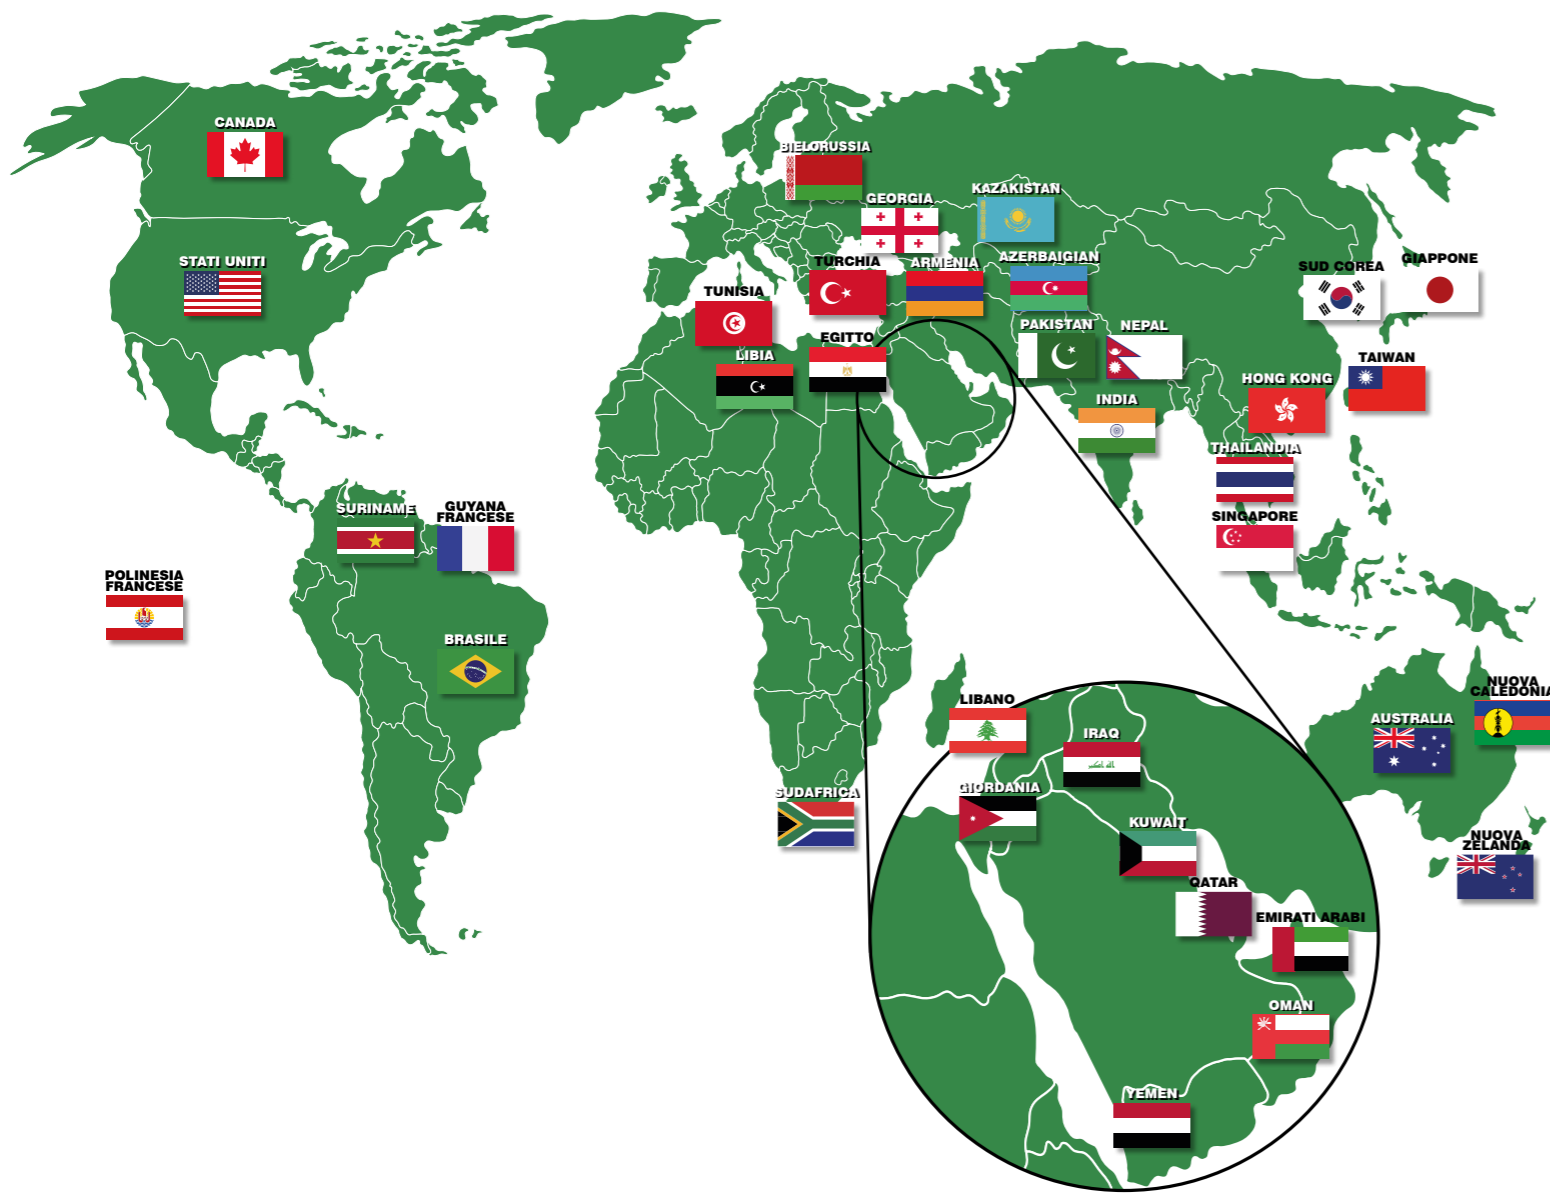 CANADA
BIELORUSSIA
KAZAKISTAN
GEORGIA
STATI UNITI
TURCHIA
ARMENIA
AZERBAIGIAN
SUD COREA
GIAPPONE
TUNISIA
PAKISTAN
NEPAL
EGITTO
LIBIA
TAIWAN
HONG KONG
INDIA
THAILANDIA
SURINAME
GUYANA
FRANCESE
SINGAPORE
POLINESIA
FRANCESE
BRASILE
NUOVA
CALEDONIA
LIBANO
AUSTRALIA
IRAQ
SUDAFRICA
GIORDANIA
KUWAIT
NUOVA
ZELANDA
QATAR
EMIRATI ARABI
OMAN
YEMEN